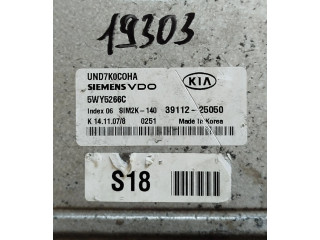 19303
UND7K0C0HA
SIEMENS VDO
KIA
5WY5266C
Index 06 SIM2K-140 39112-25050
K 14.11.07/8 0251 Made In Korea
S18